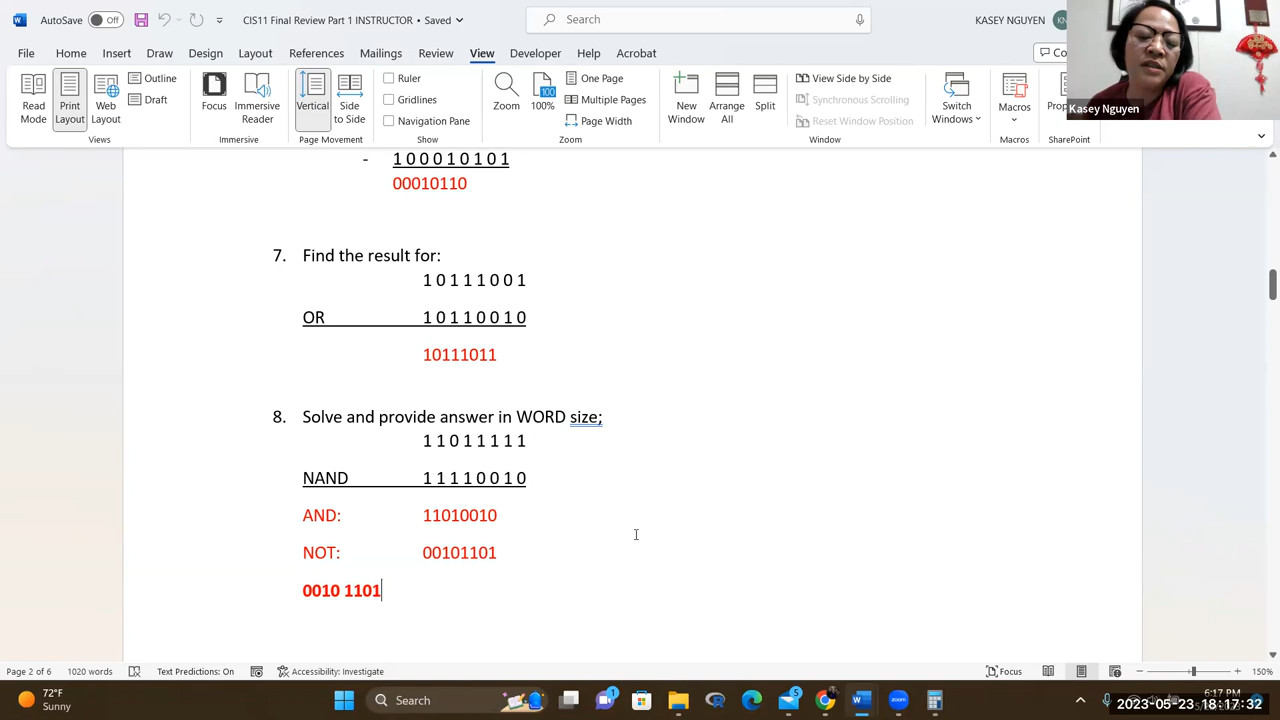 AutoSave Off CIS11 Final Review Part 1 INSTRUCTOR • Saved Search KASEY NGUYEN
File Home Insert Draw Design Layout References Mailings Review View Developer Help Acrobat
Read Mode Print Layout Web Layout Outline Draft Focus Immersive Reader Vertical Side to Side Ruler Gridlines Navigation Pane Zoom 100% One Page Multiple Pages Page Width New Window Arrange All Split View Side by Side Synchronous Scrolling Reset Window Position Switch Windows Macros
Views Immersive Page Movement Show Zoom Window Macros SharePoint
Kasey Nguyen
- 1 0 0 0 1 0 1 0 1
00010110
7. Find the result for:
1 0 1 1 1 0 0 1
OR 1 0 1 1 0 0 1 0
10111011
8. Solve and provide answer in WORD size;
1 1 0 1 1 1 1 1
NAND 1 1 1 1 0 0 1 0
AND: 11010010
NOT: 00101101
0010 1101
Page 2 of 6 1020 words Text Predictions: On Accessibility: Investigate Focus 150%
72°F
Sunny
Search
6:17 PM
2023-05-23 18:17:32